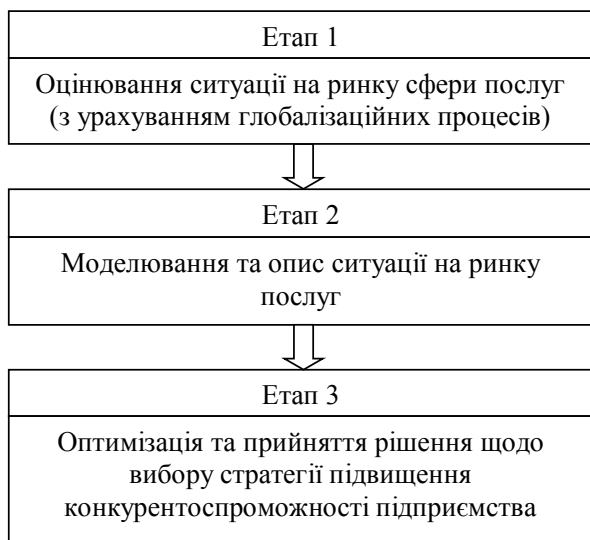 Етап 1
Оцінювання ситуації на ринку сфери послуг
(з урахуванням глобалізаційних процесів)
Етап 2
Моделювання та опис ситуації на ринку
послуг
Етап 3
Оптимізація та прийняття рішення щодо
вибору стратегії підвищення
конкурентоспроможності підприємства